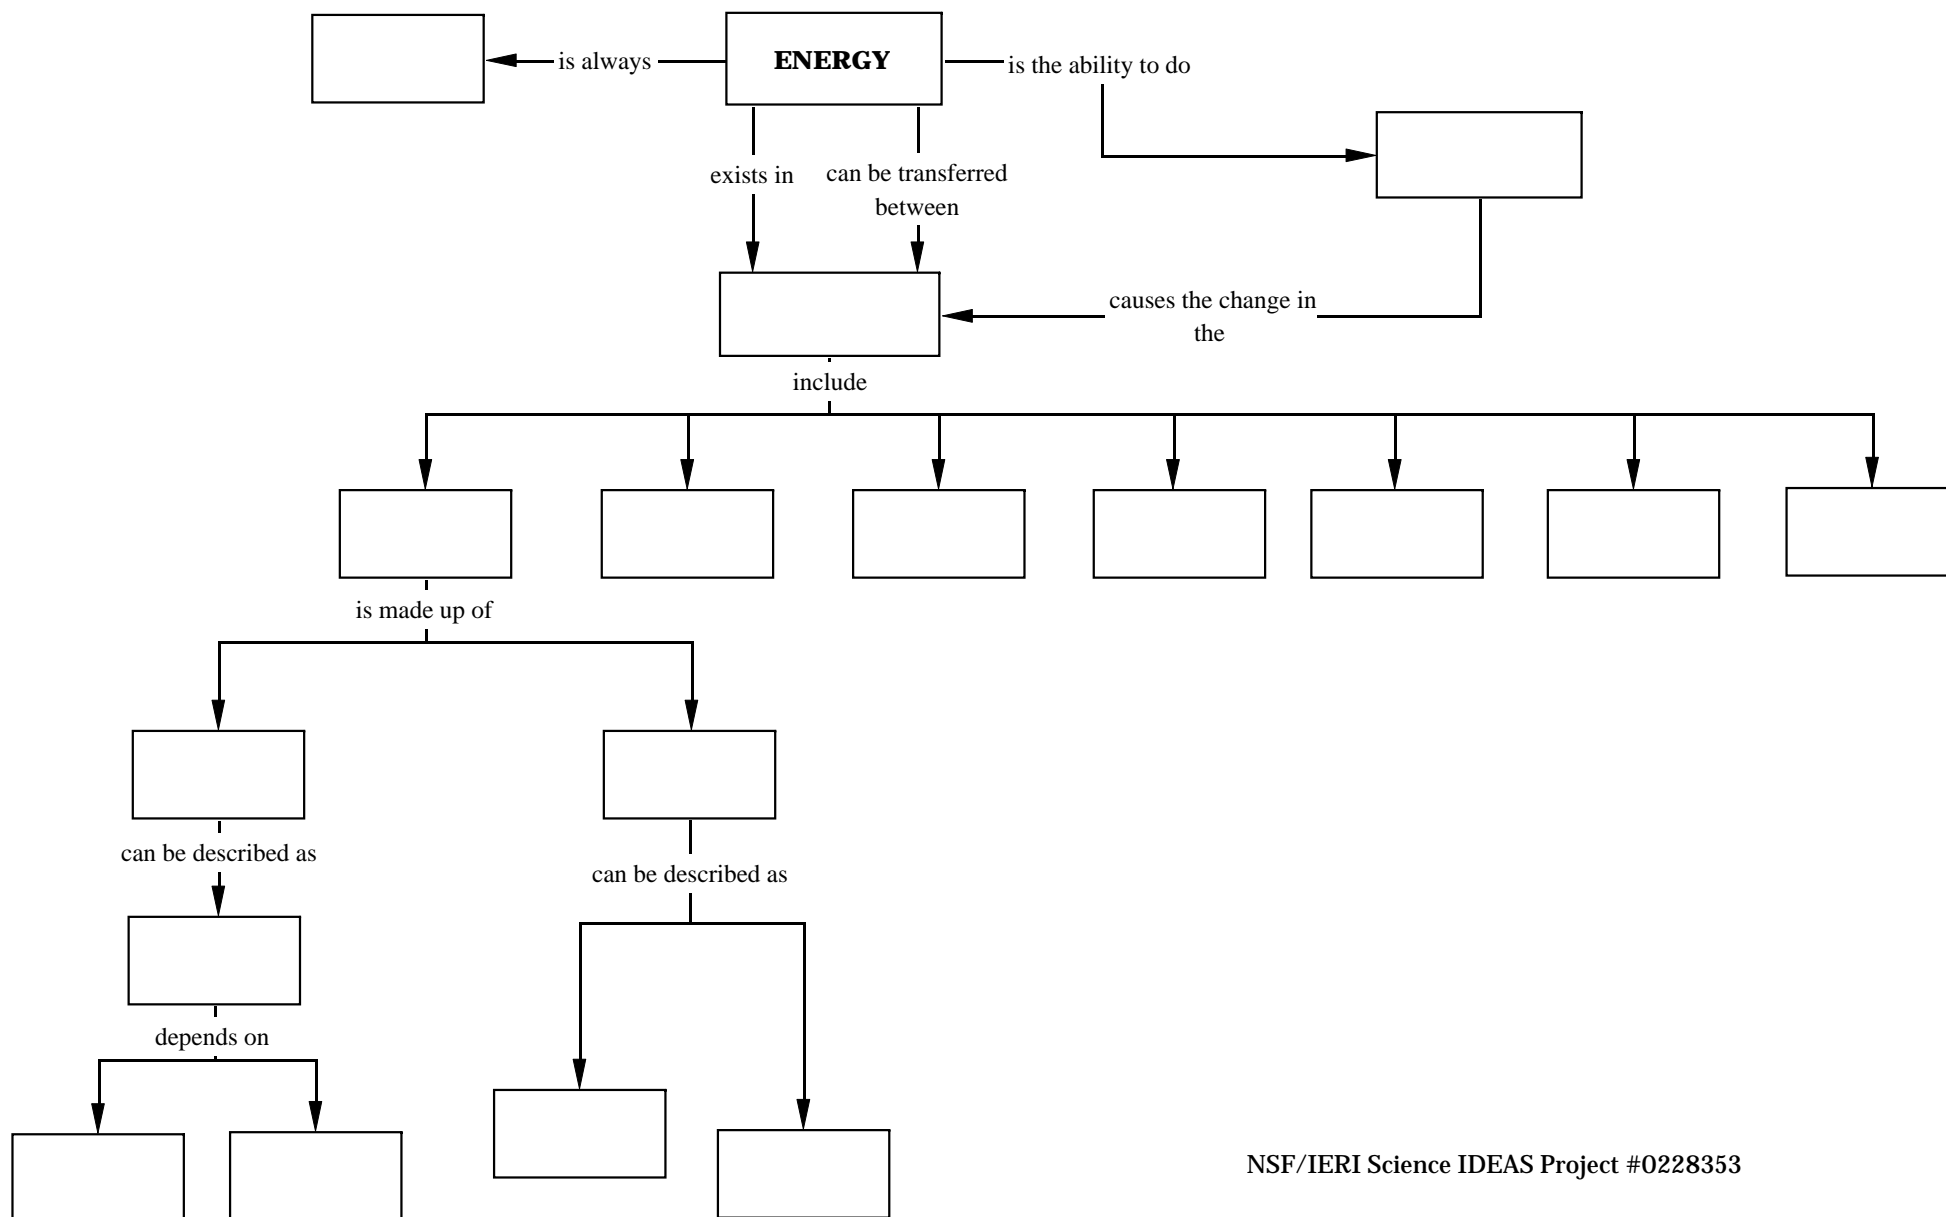 is always
ENERGY
is the ability to do
exists in
can be transferred
between
causes the change in
the
include
is made up of
can be described as
can be described as
depends on
NSF/IERI Science IDEAS Project #0228353